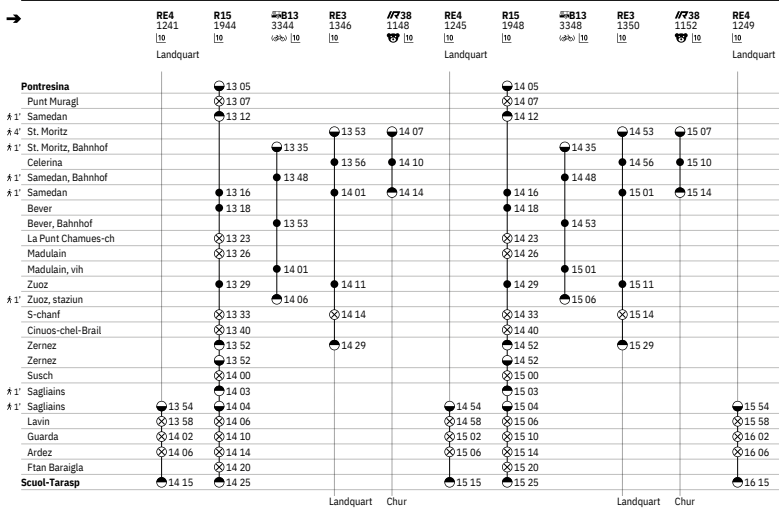 RE4 R15 B13 RE3 R38 RE4 R15 B13 RE3 R38 RE4
1241 1944 3344 1346 1148 1245 1948 3348 1350 1152 1249
10 10 10 10 10 10 10 10 10 10 10
Landquart Landquart Landquart
Pontresina 13 05 14 05
Punt Muragl 13 07 14 07
1' Samedan 13 12 14 12
4' St. Moritz 13 53 14 07 14 53 15 07
1' St. Moritz, Bahnhof 13 35 14 35
Celerina 13 56 14 10 14 56 15 10
1' Samedan, Bahnhof 13 48 14 48
1' Samedan 13 16 14 01 14 14 14 16 15 01 15 14
Bever 13 18 14 18
Bever, Bahnhof 13 53 14 53
La Punt Chamues-ch 13 23 14 23
Madulain 13 26 14 26
Madulain, vih 14 01 15 01
Zuoz 13 29 14 11 14 29 15 11
1' Zuoz, staziun 14 06 15 06
S-chanf 13 33 14 14 14 33 15 14
Cinuos-chel-Brail 13 40 14 40
Zernez 13 52 14 29 14 52 15 29
Zernez 13 52 14 52
Susch 14 00 15 00
1' Sagliains 14 03 15 03
1' Sagliains 13 54 14 04 14 54 15 04 15 54
Lavin 13 58 14 06 14 58 15 06 15 58
Guarda 14 02 14 10 15 02 15 10 16 02
Ardez 14 06 14 14 15 06 15 14 16 06
Ftan Baraigla 14 20 15 20
Scuol-Tarasp 14 15 14 25 15 15 15 25 16 15
Landquart Chur Landquart Chur